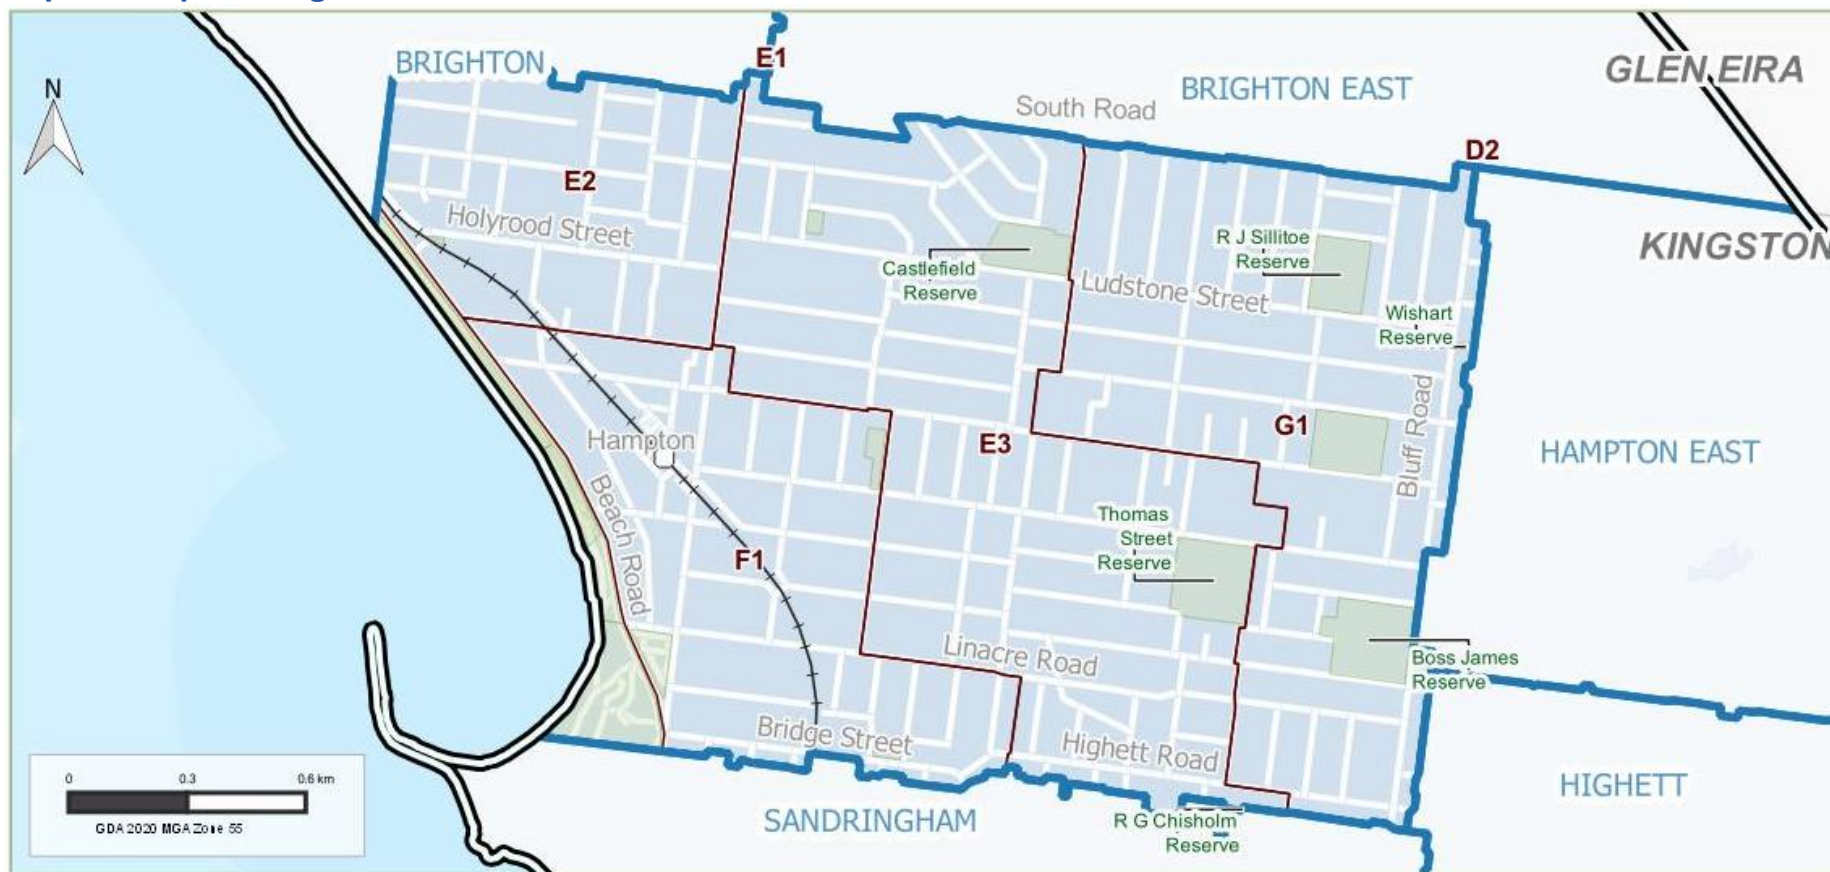 N
BRIGHTON
E1
BRIGHTON EAST
GLEN EIRA
South Road
D2
E2
Holyrood Street
R J Sillitoe
Reserve
KINGSTON
Castlefield
Reserve
Ludstone Street
Wishart
Reserve
Bluff Road
G1
E3
Hampton
HAMPTON EAST
Beach Road
Thomas
Street
Reserve
F1
Linacre Road
Boss James
Reserve
Bridge Street
Highett Road
HIGHETT
0 0.3 0.6 km
GDA 2020 MGA Zone 55
SANDRINGHAM
R G Chisholm
Reserve